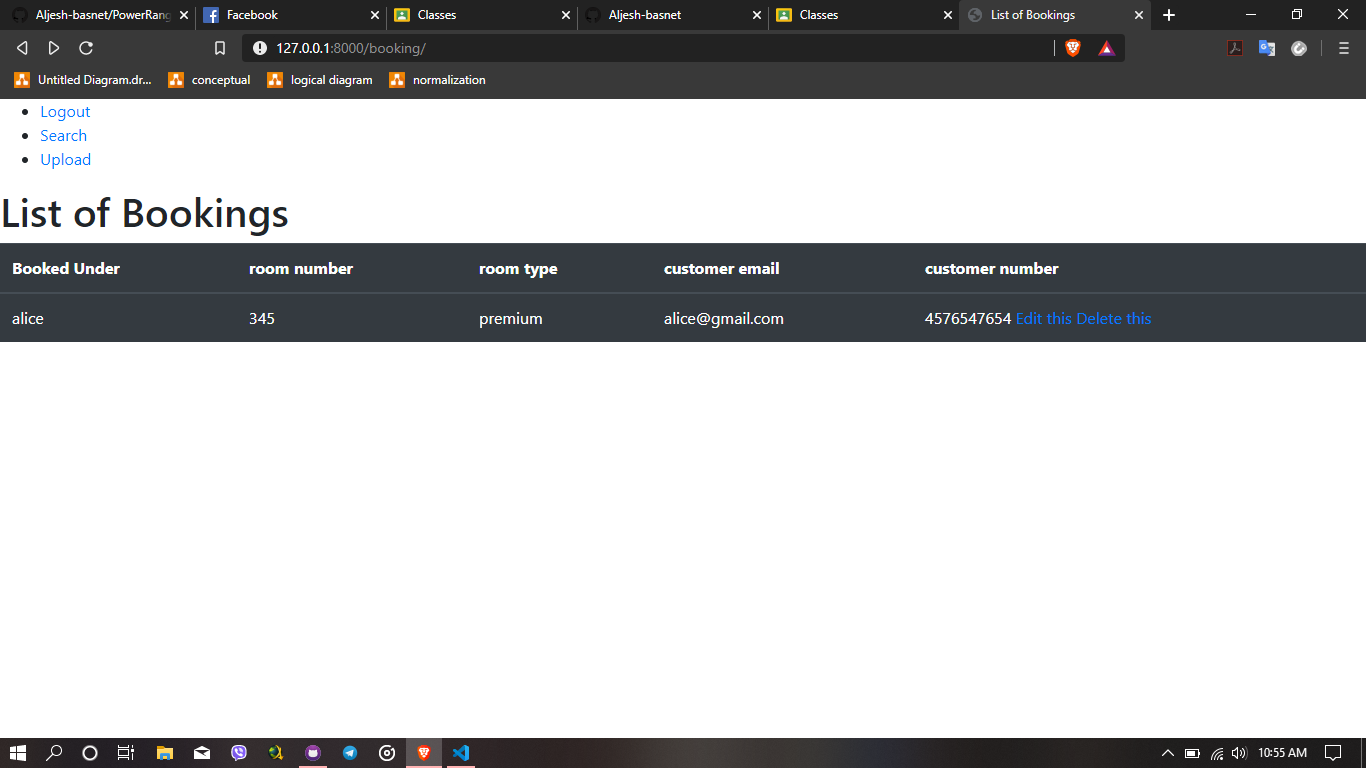 Aljesh-basnet/PowerRang
Facebook
Classes
Aljesh-basnet
Classes
List of Bookings
127.0.0.1:8000/booking/
Untitled Diagram.dr...
conceptual
logical diagram
normalization
Logout
Search
Upload
List of Bookings
Booked Under room number room type customer email customer number
alice 345 premium alice@gmail.com 4576547654 Edit this Delete this
10:55 AM